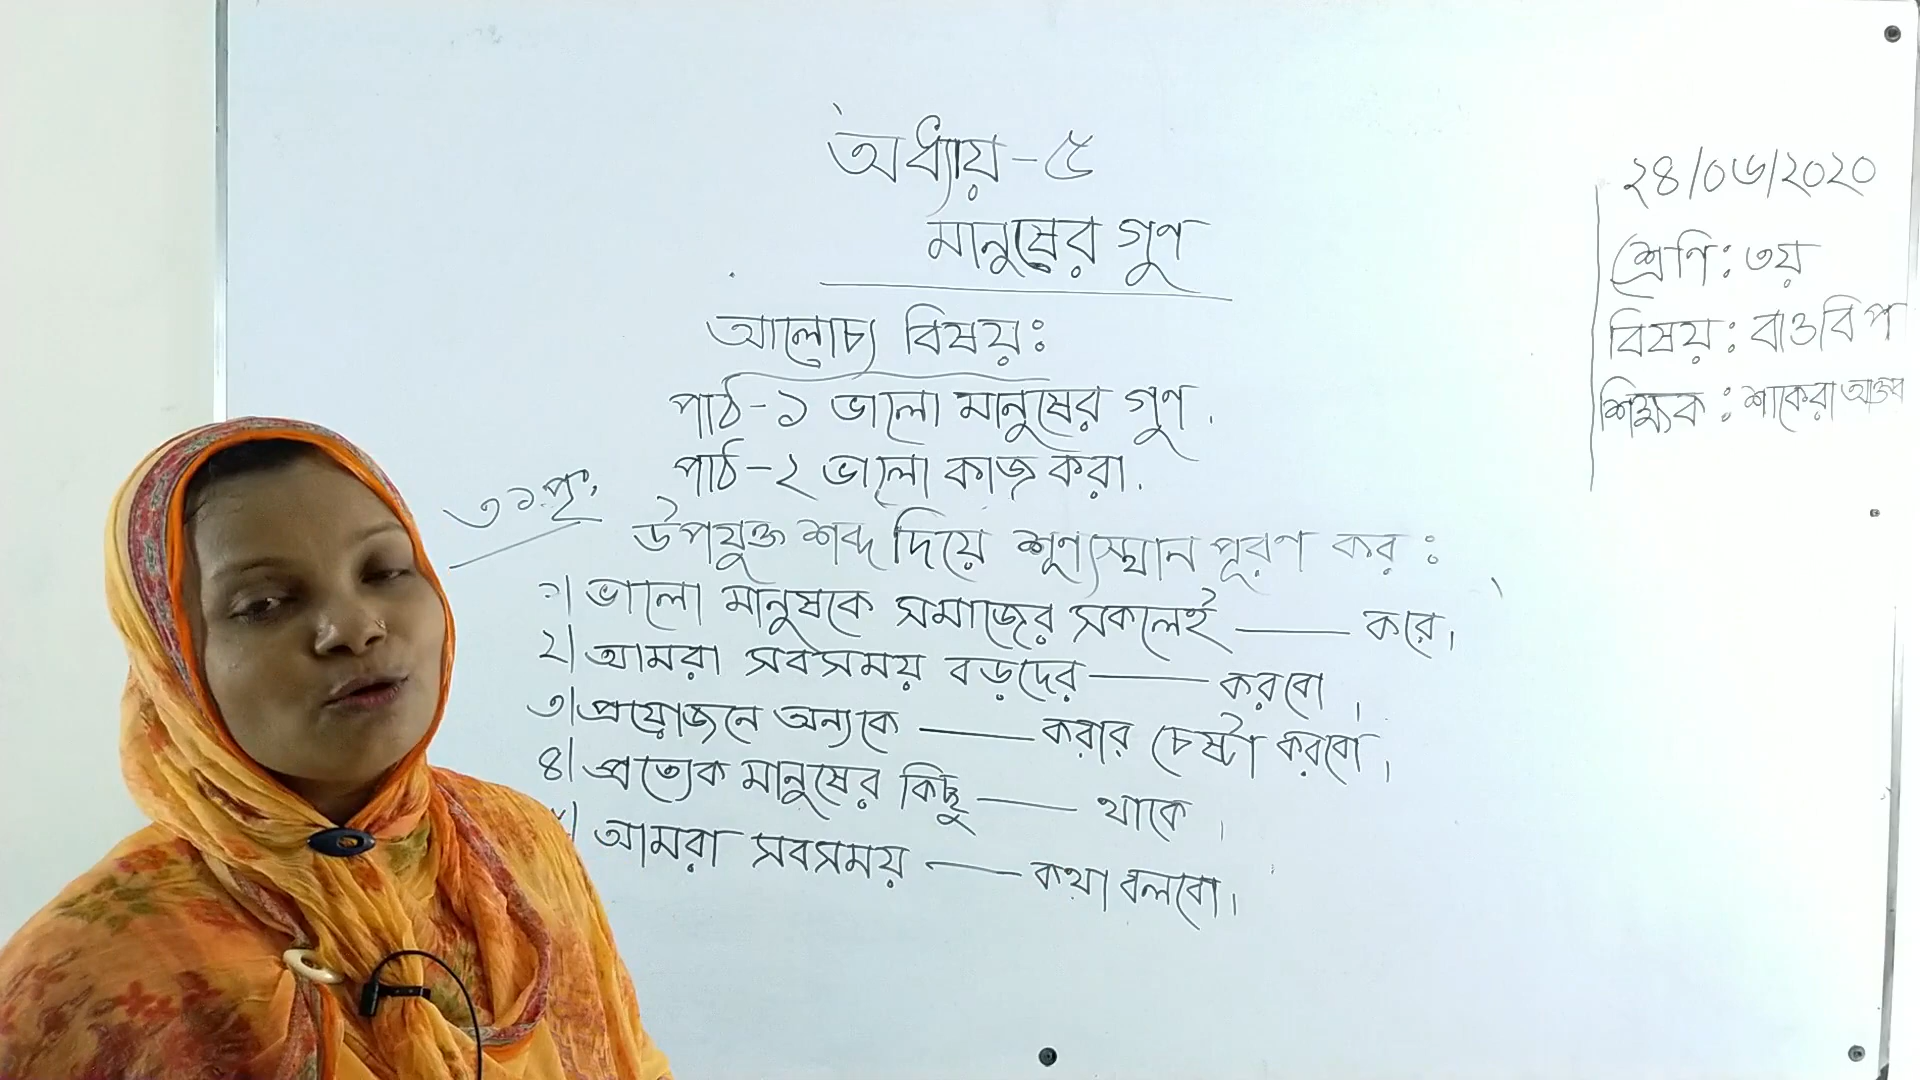 অধ্যায় - ৫
মানুষের গুণ
আলোচ্য বিষয়ঃ
পাঠ - ১ ভালো মানুষের গুণ.
পাঠ - ২ ভালো কাজ করা.
৩১পৃ.
উপযুক্ত শব্দ দিয়ে শূণ্যস্থান পূরণ করঃ
১। ভালো মানুষকে সমাজের সকলেই —— করে।
২। আমরা সবসময় বড়দের —— করবো।
৩। প্রয়োজনে অন্যকে —— করার চেষ্টা করবো।
৪। প্রত্যেক মানুষের কিছু —— থাকে।
আমরা সবসময় —— কথা বলবো।
২৪/০৬/২০২০
শ্রেণি: ৩য়
বিষয়: বাওবিপ
শিক্ষক: শাকেরা